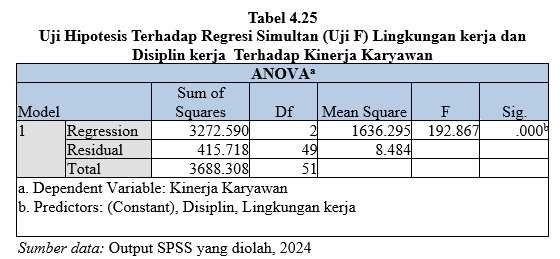 Tabel 4.25
Uji Hipotesis Terhadap Regresi Simultan (Uji F) Lingkungan kerja dan
Disiplin kerja Terhadap Kinerja Karyawan
ANOVAa
Model Sum of Squares Df Mean Square F Sig.
1 Regression 3272.590 2 1636.295 192.867 .000b
Residual 415.718 49 8.484
Total 3688.308 51
a. Dependent Variable: Kinerja Karyawan
b. Predictors: (Constant), Disiplin, Lingkungan kerja
Sumber data: Output SPSS yang diolah, 2024